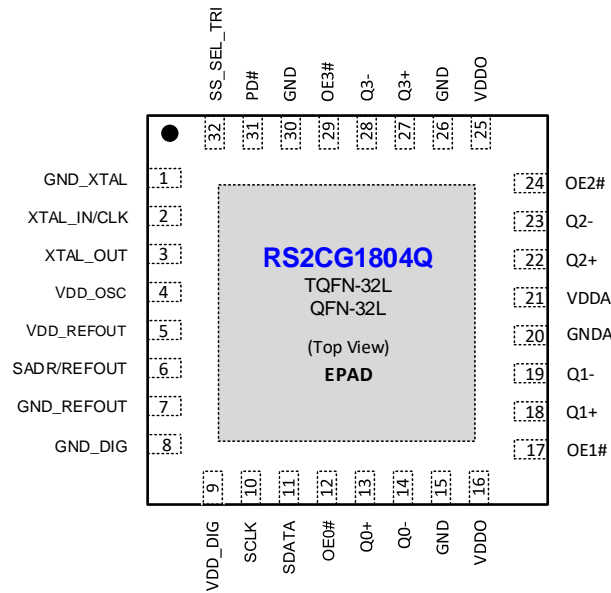 SS_SEL_TRI
PD#
GND
OE3#
Q3-
Q3+
GND
VDDO
32
31
30
29
28
27
26
25
GND_XTAL 1
XTAL_IN/CLK 2
XTAL_OUT 3
VDD_OSC 4
VDD_REFOUT 5
SADR/REFOUT 6
GND_REFOUT 7
GND_DIG 8
RS2CG1804Q
TQFN-32L
QFN-32L
(Top View)
EPAD
24 OE2#
23 Q2-
22 Q2+
21 VDDA
20 GNDA
19 Q1-
18 Q1+
17 OE1#
9
10
11
12
13
14
15
16
VDD_DIG
SCLK
SDATA
OE0#
Q0+
Q0-
GND
VDDO